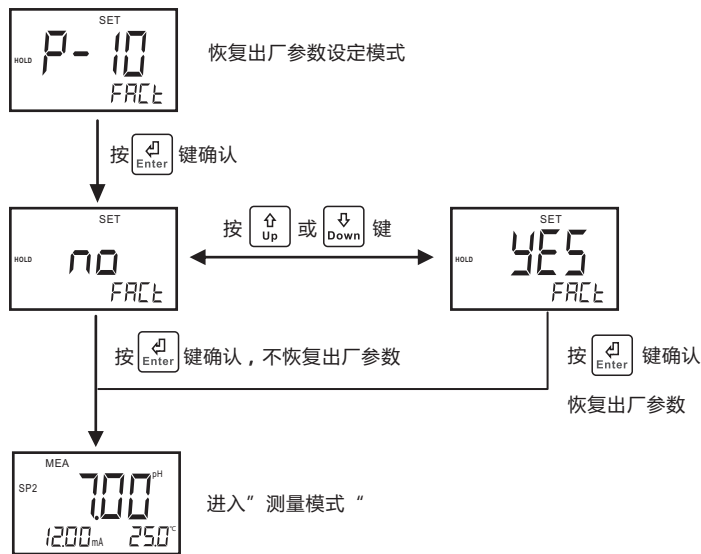 SET
HOLD P-10
FACt
恢复出厂参数设定模式
按 Enter 键确认
SET
HOLD no
FACt
按 Up 或 Down 键
SET
HOLD YES
FACt
按 Enter 键确认，不恢复出厂参数
按 Enter 键确认
恢复出厂参数
MEA
SP2 7.00 pH
12.00 mA 25.0 ℃
进入”测量模式“